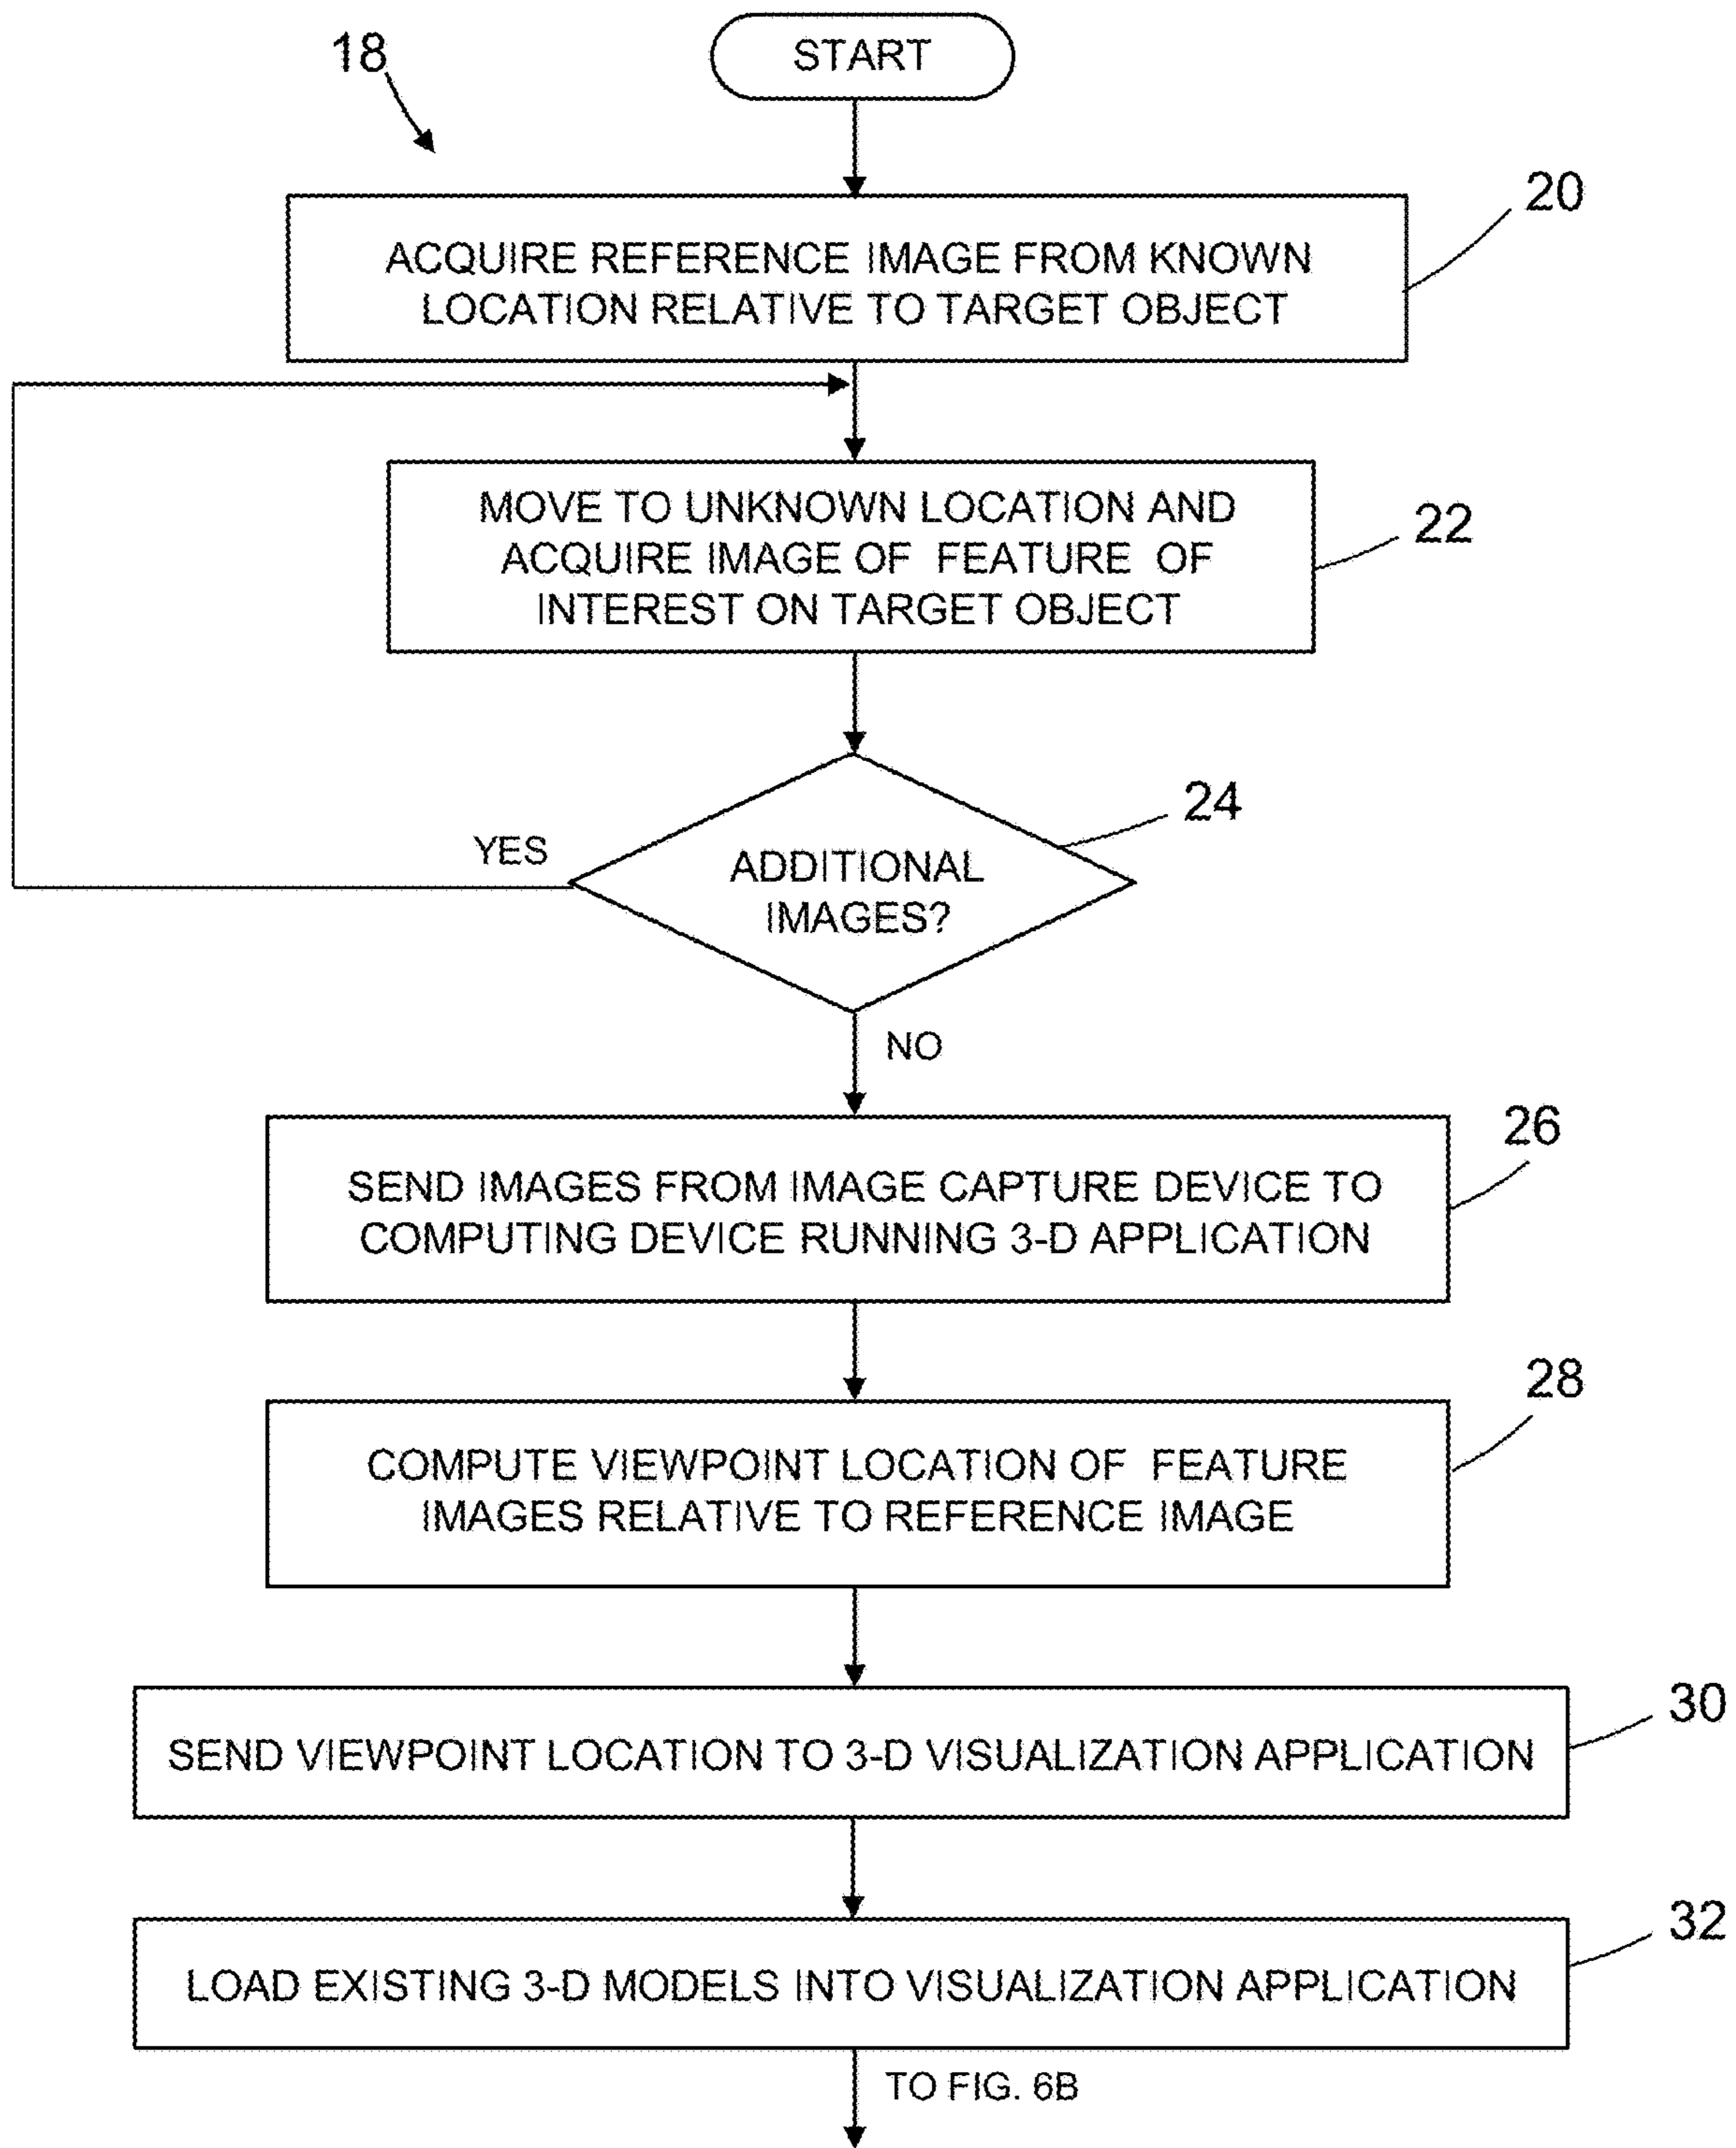 18
START
20
ACQUIRE REFERENCE IMAGE FROM KNOWN
LOCATION RELATIVE TO TARGET OBJECT
22
MOVE TO UNKNOWN LOCATION AND
ACQUIRE IMAGE OF FEATURE OF
INTEREST ON TARGET OBJECT
24
YES
ADDITIONAL
IMAGES?
NO
26
SEND IMAGES FROM IMAGE CAPTURE DEVICE TO
COMPUTING DEVICE RUNNING 3-D APPLICATION
28
COMPUTE VIEWPOINT LOCATION OF FEATURE
IMAGES RELATIVE TO REFERENCE IMAGE
30
SEND VIEWPOINT LOCATION TO 3-D VISUALIZATION APPLICATION
32
LOAD EXISTING 3-D MODELS INTO VISUALIZATION APPLICATION
TO FIG. 6B